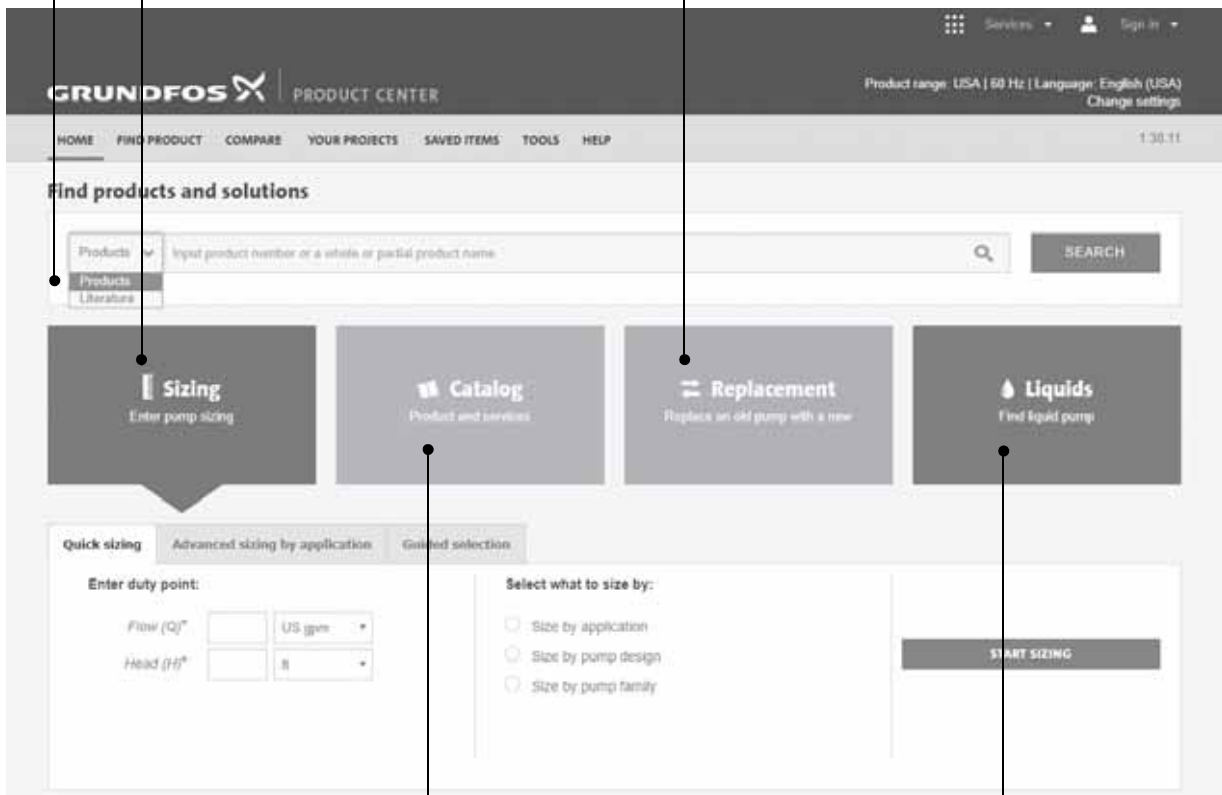 Services
Sign in
GRUNDFOS
PRODUCT CENTER
Product range: USA | 60 Hz | Language: English (USA)
Change settings
HOME FIND PRODUCT COMPARE YOUR PROJECTS SAVED ITEMS TOOLS HELP
1.38.11
Find products and solutions
Products
Input product number or a whole or partial product name
SEARCH
Products
Literature
Sizing
Enter pump sizing
Catalog
Product and services
Replacement
Replace an old pump with a new
Liquids
Find liquid pump
Quick sizing Advanced sizing by application Guided selection
Enter duty point:
Flow (Q)* US gpm
Head (H)* ft
Select what to size by:
Size by application
Size by pump design
Size by pump family
START SIZING